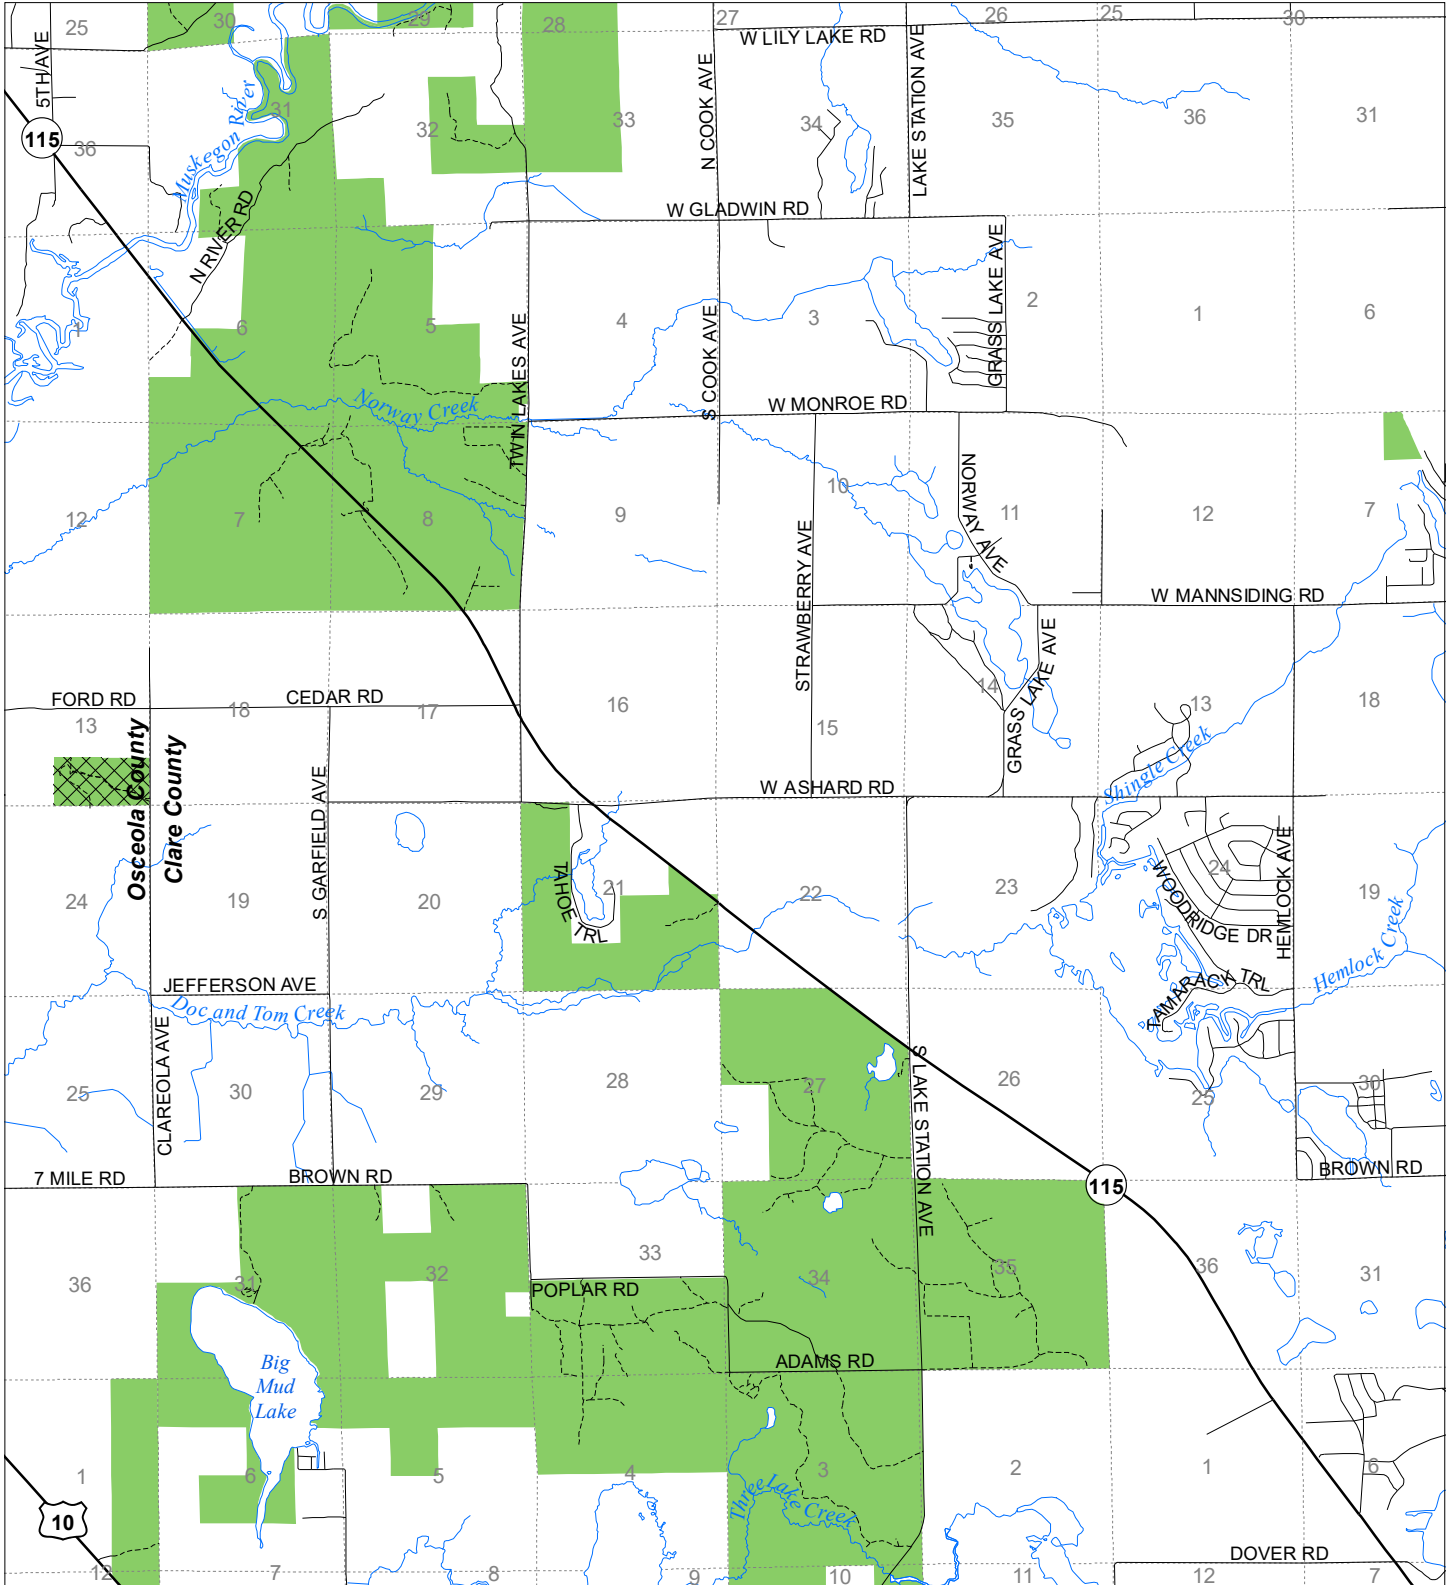 25
30
29
28
27
26
25
30
W LILY LAKE RD
5TH AVE
N COOK AVE
LAKE STATION AVE
115
36
Muskegon River
31
32
33
34
35
36
31
W GLADWIN RD
N RIVER RD
GRASS LAKE AVE
1
6
5
4
3
2
1
6
TWIN LAKES AVE
S COOK AVE
Norway Creek
W MONROE RD
12
7
8
9
10
NORWAY AVE
11
12
7
STRAWBERRY AVE
W MANNSIDING RD
FORD RD
CEDAR RD
13
18
17
16
15
14
GRASS LAKE AVE
13
18
Osceola County
Clare County
Shingle Creek
S GARFIELD AVE
W ASHARD RD
TAHOE TRL
24
19
20
21
22
23
24
19
WOODRIDGE DR
HEMLOCK AVE
Hemlock Creek
TAMARACK TRL
JEFFERSON AVE
Doc and Tom Creek
CLAREOLA AVE
25
30
29
28
27
S LAKE STATION AVE
26
25
30
7 MILE RD
BROWN RD
115
BROWN RD
36
31
32
33
34
35
36
31
POPLAR RD
ADAMS RD
Big
Mud
Lake
1
6
5
4
3
2
1
6
Three Lake Creek
10
DOVER RD
12
7
8
9
10
11
12
7